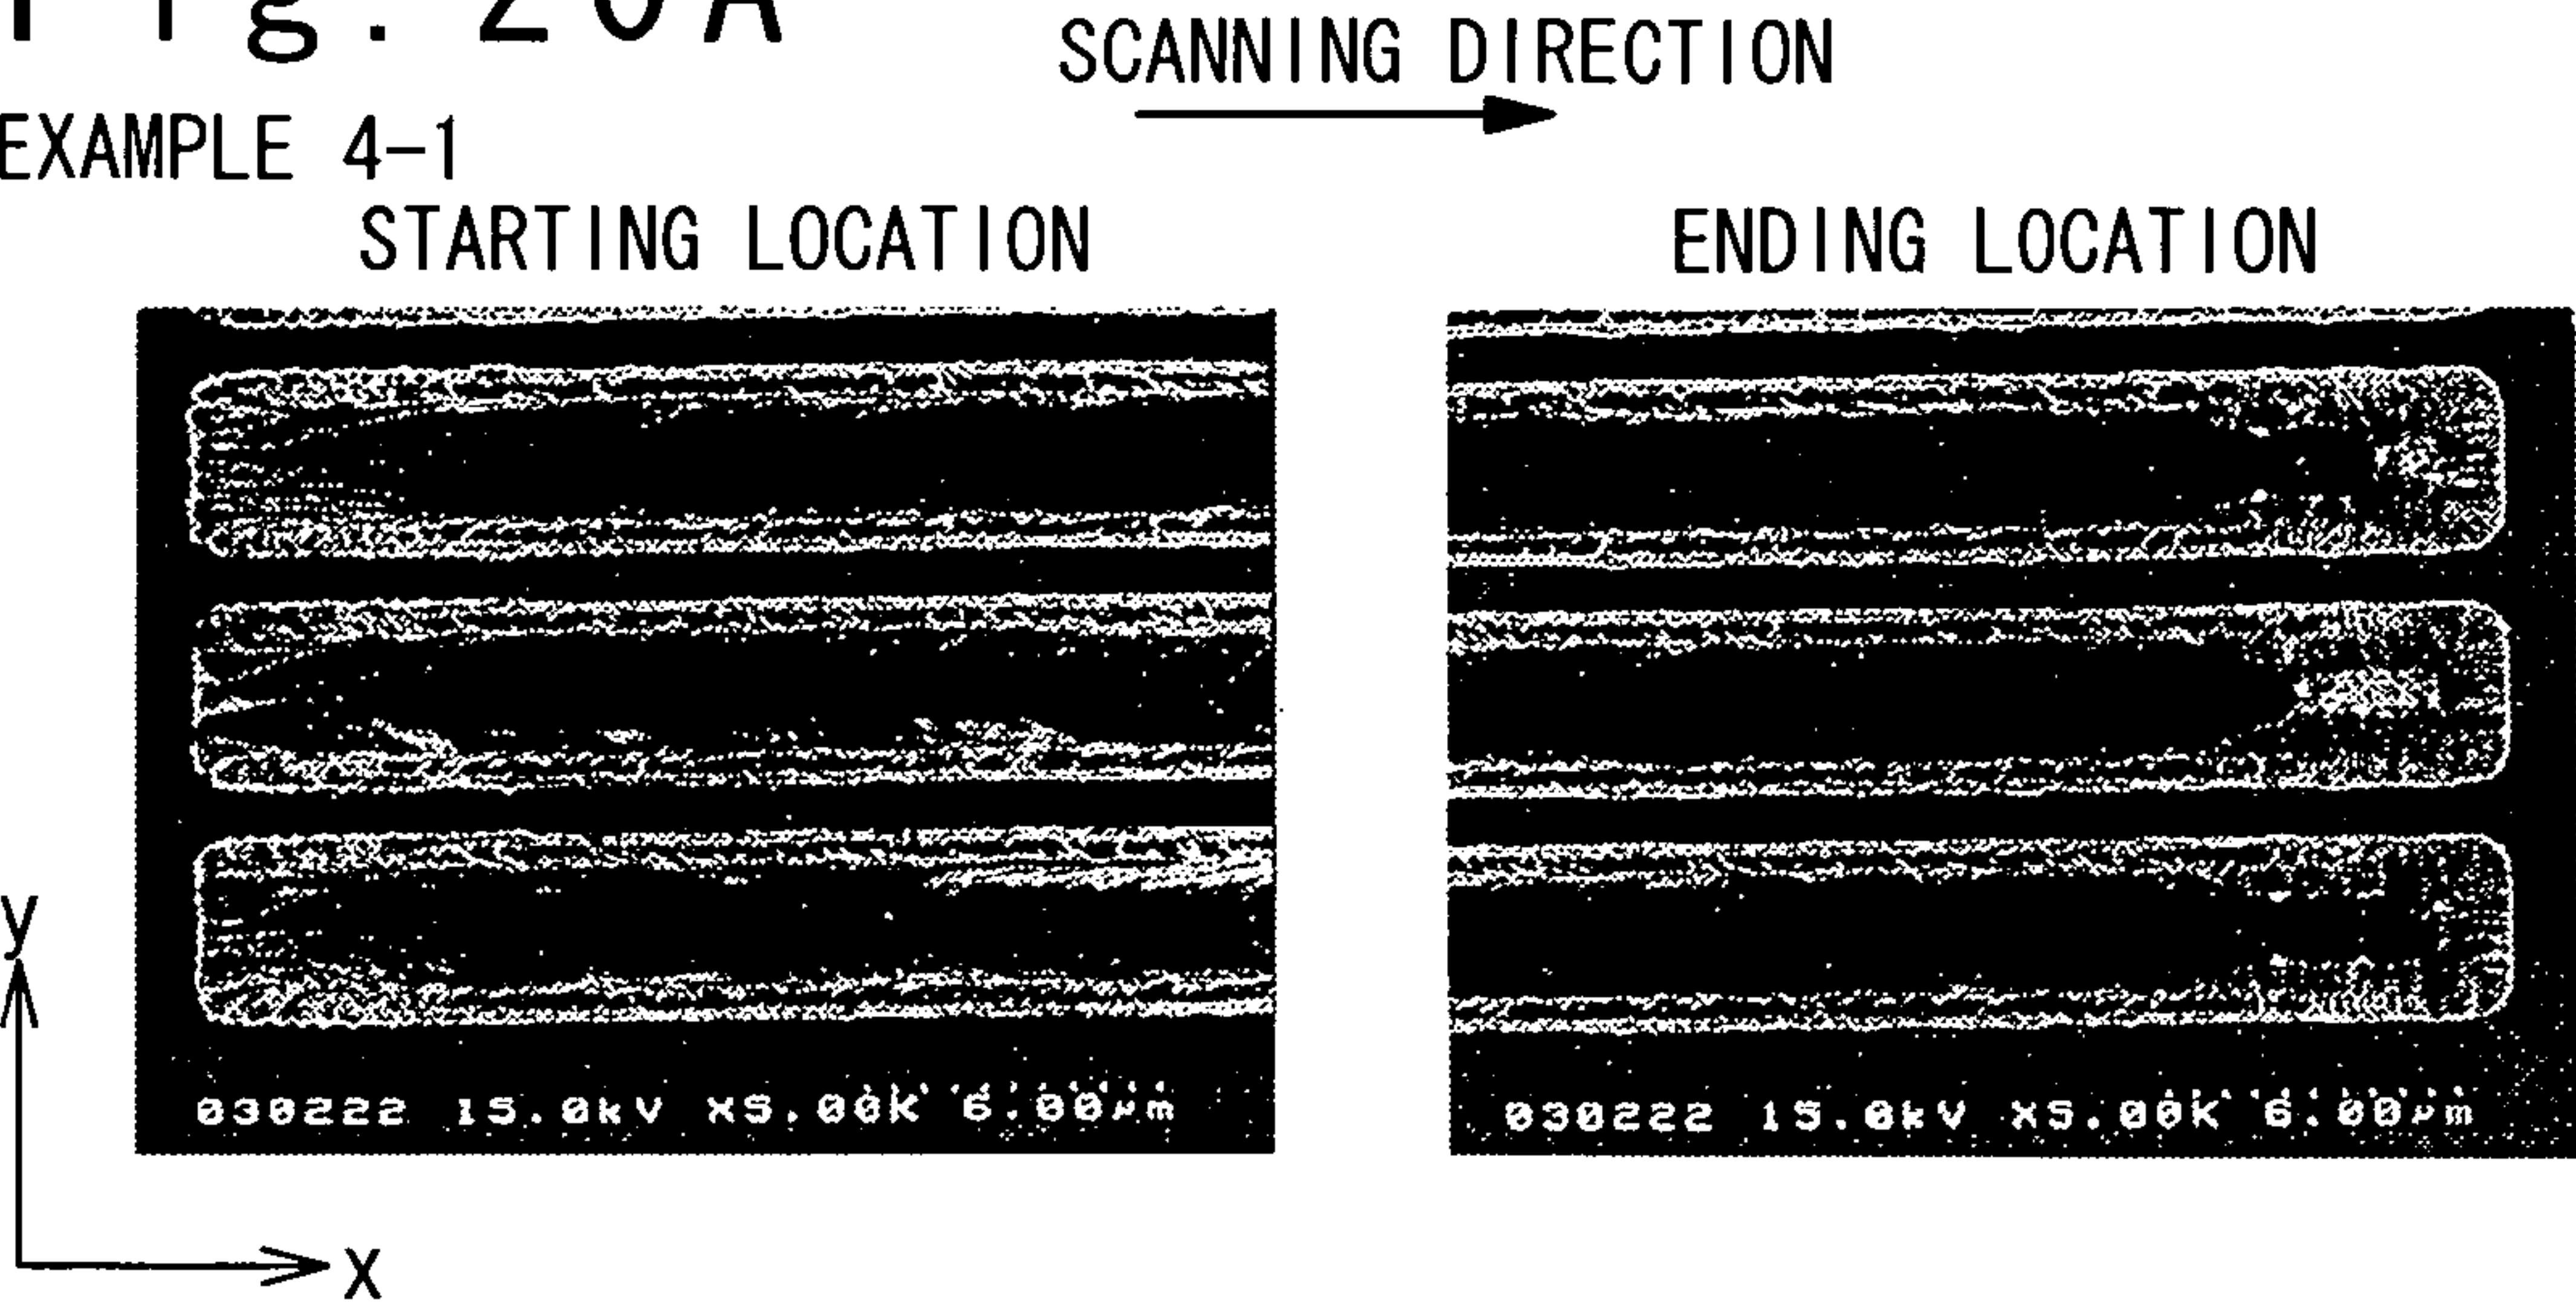 Fig. 20A
SCANNING DIRECTION
EXAMPLE 4-1
STARTING LOCATION
ENDING LOCATION
030222 15.0kV X5.00K 6.00μm
030222 15.0kV X5.00K 6.00μm
y
x